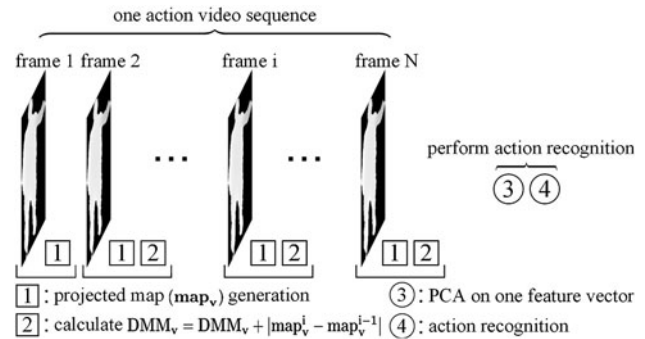 one action video sequence
frame 1 frame 2 frame i frame N
... ...
perform action recognition
3 4
1 1 2 1 2 1 2
1 : projected map (map_v) generation
3 : PCA on one feature vector
2 : calculate DMM_v = DMM_v + |map_v^i − map_v^{i−1}|
4 : action recognition